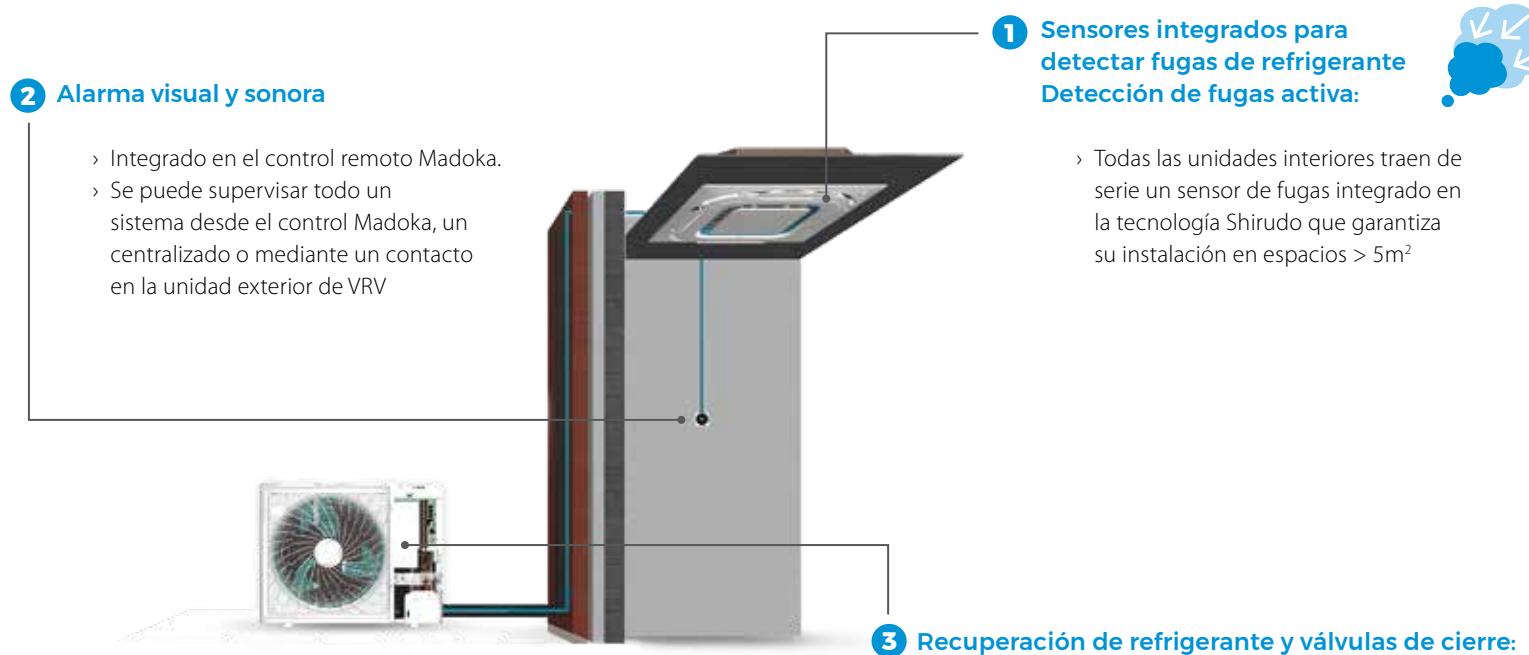 1 Sensores integrados para
detectar fugas de refrigerante
Detección de fugas activa:
› Todas las unidades interiores traen de
serie un sensor de fugas integrado en
la tecnología Shirudo que garantiza
su instalación en espacios > 5m²
2 Alarma visual y sonora
› Integrado en el control remoto Madoka.
› Se puede supervisar todo un
sistema desde el control Madoka, un
centralizado o mediante un contacto
en la unidad exterior de VRV
3 Recuperación de refrigerante y válvulas de cierre: